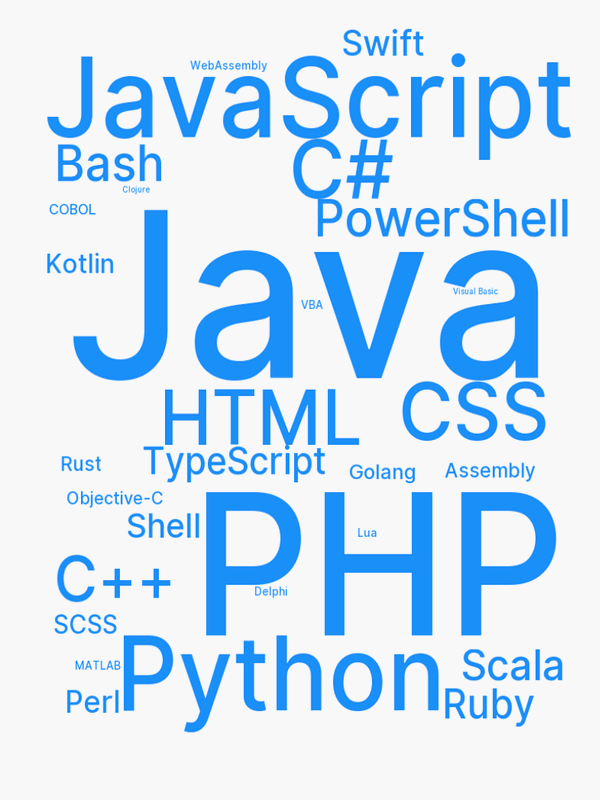 Swift
WebAssembly
JavaScript
Bash
C#
Clojure
COBOL
PowerShell
Kotlin
Java
Visual Basic
VBA
HTML
CSS
TypeScript
Rust
Golang
Assembly
Objective-C
Shell
PHP
Lua
C++
Delphi
SCSS
MATLAB
Python
Scala
Perl
Ruby